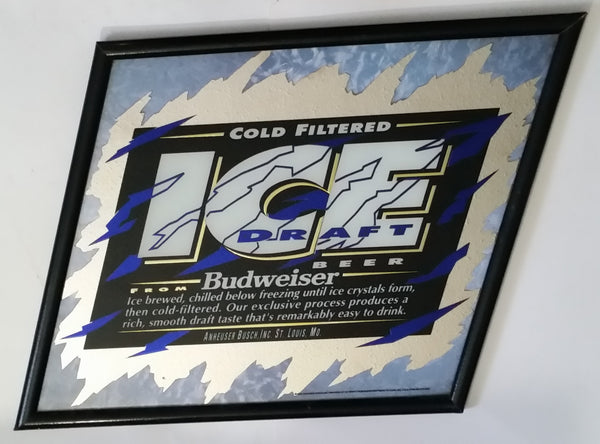 COLD FILTERED
ICE
DRAFT
BEER
FROM Budweiser
Ice brewed, chilled below freezing until ice crystals form,
then cold-filtered. Our exclusive process produces a
rich, smooth draft taste that's remarkably easy to drink.
ANHEUSER BUSCH, INC. ST. LOUIS, MO.